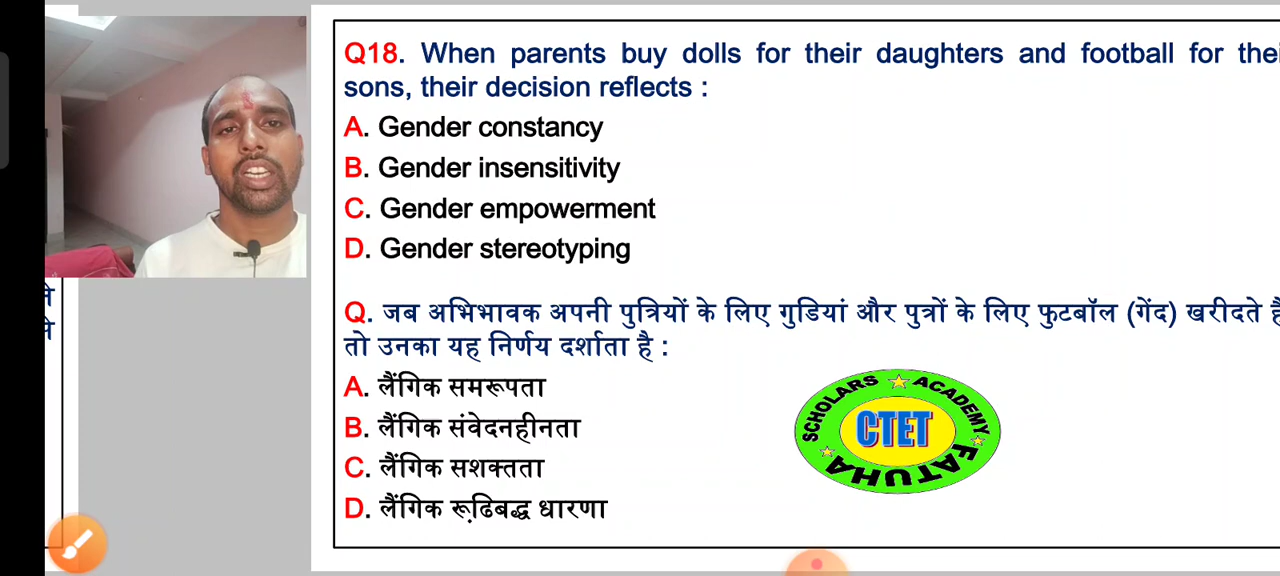 Q18. When parents buy dolls for their daughters and football for thei
sons, their decision reflects :
A. Gender constancy
B. Gender insensitivity
C. Gender empowerment
D. Gender stereotyping
Q. जब अभिभावक अपनी पुत्रियों के लिए गुडियां और पुत्रों के लिए फुटबॉल (गेंद) खरीदते है
तो उनका यह निर्णय दर्शाता है :
A. लैंगिक समरूपता
B. लैंगिक संवेदनहीनता
C. लैंगिक सशक्तता
D. लैंगिक रूढ़िबद्ध धारणा
SCHOLARS ACADEMY
CTET
FATUHA